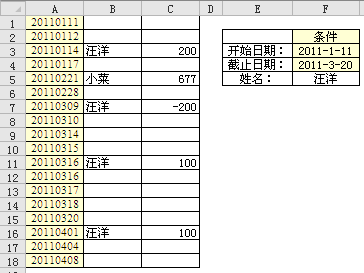 A B C D E F
1 20110111
2 20110112 条件
3 20110114 汪洋 200 开始日期： 2011-1-11
4 20110117 截止日期： 2011-3-20
5 20110221 小菜 677 姓名： 汪洋
6 20110228
7 20110309 汪洋 -200
8 20110310
9 20110314
10 20110315
11 20110316 汪洋 100
12 20110316
13 20110317
14 20110318
15 20110320
16 20110401 汪洋 100
17 20110404
18 20110408